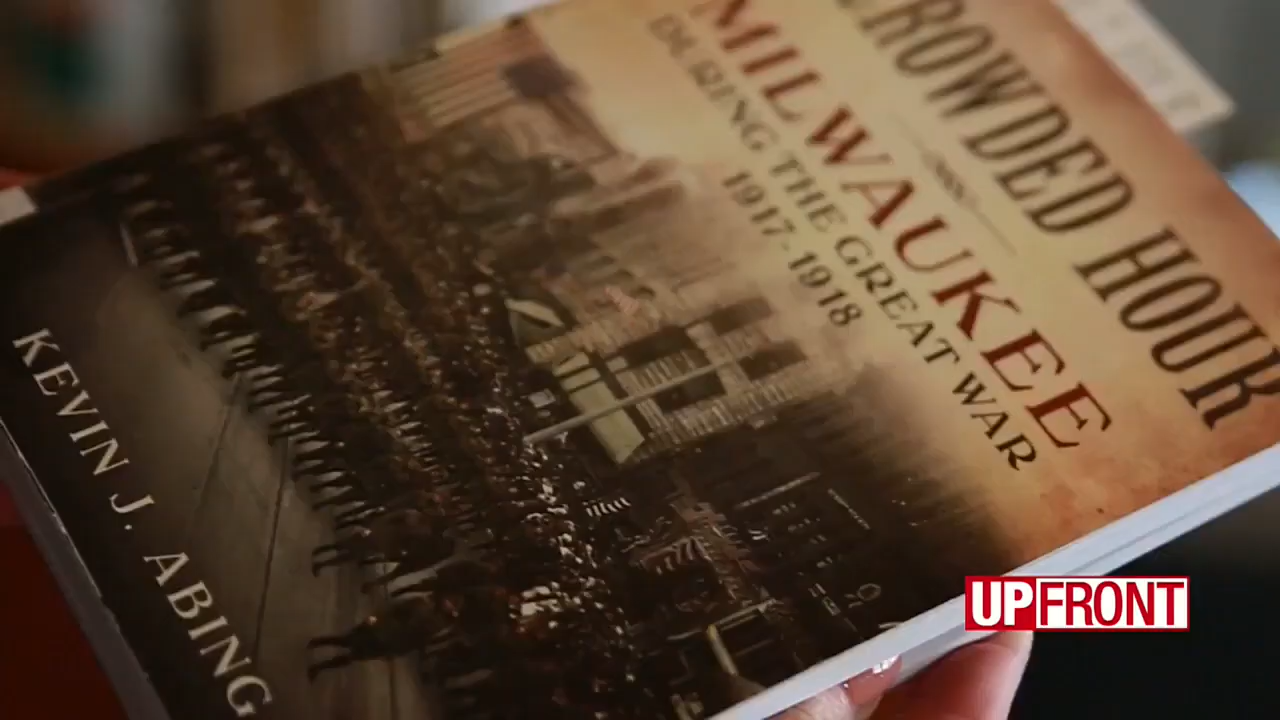 CROWDED HOUR
MILWAUKEE
DURING THE GREAT WAR
1917-1918
KEVIN J. ABING
UPFRONT